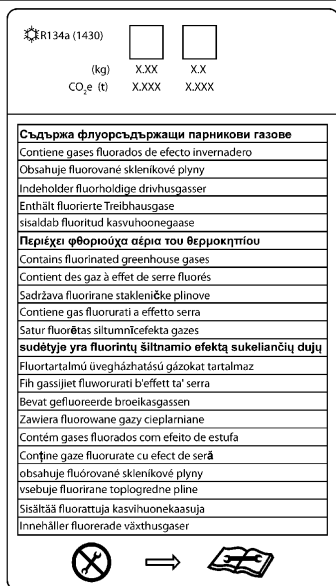 R134a (1430)
(kg) X.XX X.X
CO₂e (t) X.XXX X.XXX
Съдържа флуорсъдържащи парникови газове
Contiene gases fluorados de efecto invernadero
Obsahuje fluorované sklenikové plyny
Indeholder fluorholdige drivhusgasser
Enthält fluorierte Treibhausgase
sisaldab fluoritud kasvuhoonegaase
Περιέχει φθοριούχα αέρια του θερμοκηπίου
Contains fluorinated greenhouse gases
Contient des gaz à effet de serre fluorés
Sadržava fluorirane stakleničke plinove
Contiene gas fluorurati a effetto serra
Satur fluorētas siltumnīcefekta gazes
sudėtyje yra fluorintų šiltnamio efektą sukeliančių dujų
Fluortartalmú üvegházhatású gázokat tartalmaz
Fih gassijiet fluworurati b'effett ta' serra
Bevat gefluoreerde broeikasgassen
Zawiera fluorowane gazy cieplarniane
Contém gases fluorados com efeito de estufa
Conține gaze fluorurate cu efect de seră
obsahuje fluórované skleníkové plyny
vsebuje fluorirane toplogredne pline
Sisältää fluorattuja kasvihuonekaasuja
Innehåller fluorerade växthusgaser